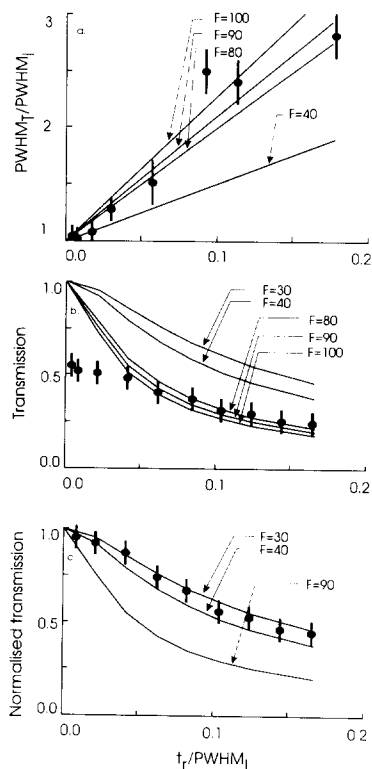 3
a.
F=100
F=90
F=80
PWHM_T/PWHM_I
2
F=40
1
0.0
0.1
0.2
1.0
b.
F=30
F=40
Transmission
F=80
0.5
F=90
F=100
0.0
0.0
0.1
0.2
1.0
F=30
c
F=40
Normalised transmission
F=90
0.5
0.0
0.0
0.1
0.2
t_r/PWHM_I